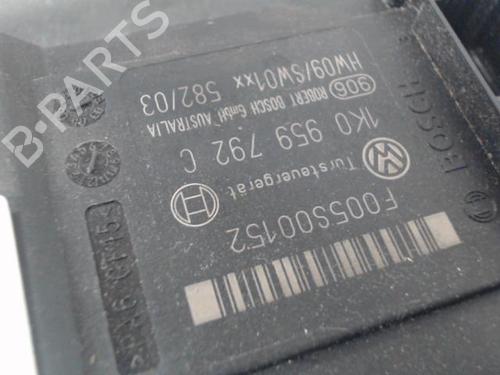 BOSCH
F005S00152
Türsteuergerät
1K0 959 792 C
906 ROBERT BOSCH GmbH AUSTRALIA
HW09/SW01xx 582/03
B-PARTS